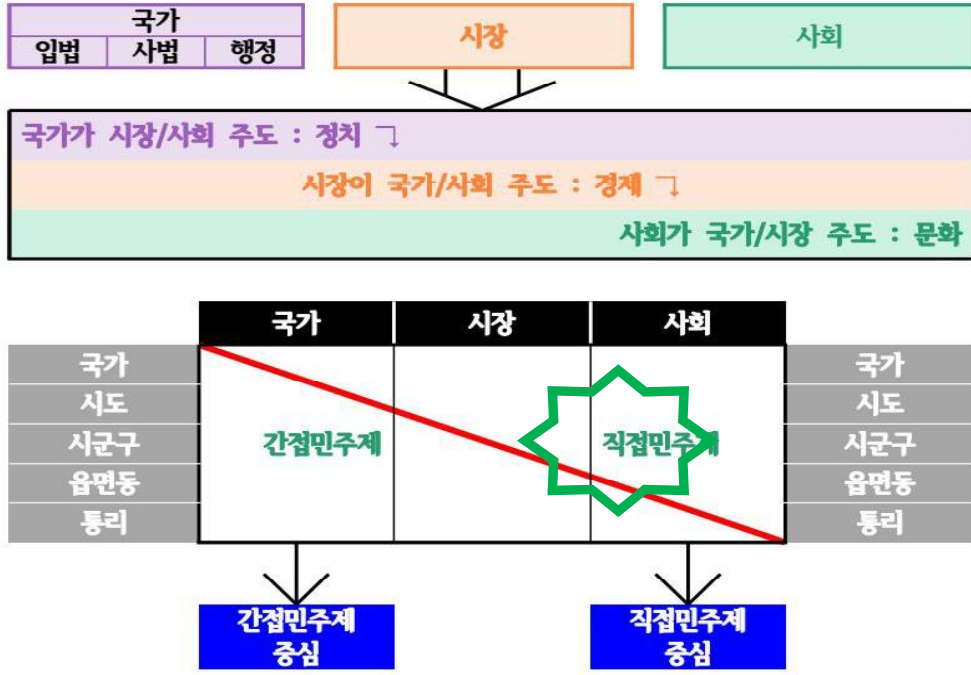 국가
입법 사법 행정
시장
사회
국가가 시장/사회 주도 : 정치 ㄱ
시장이 국가/사회 주도 : 경제 ㄱ
사회가 국가/시장 주도 : 문화
국가 시장 사회
국가 국가
시도 시도
시군구 간접민주제 직접민주제 시군구
읍면동 읍면동
통리 통리
간접민주제
중심
직접민주제
중심